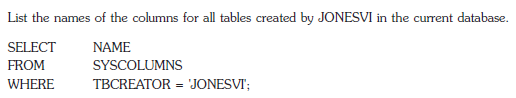 List the names of the columns for all tables created by JONESVI in the current database.
SELECT NAME
FROM SYSCOLUMNS
WHERE TBCREATOR = 'JONESVI';